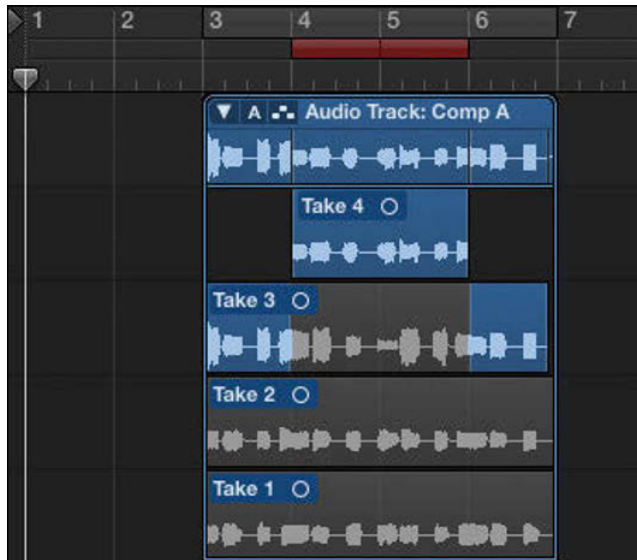 1 2 3 4 5 6 7
A Audio Track: Comp A
Take 4
Take 3
Take 2
Take 1